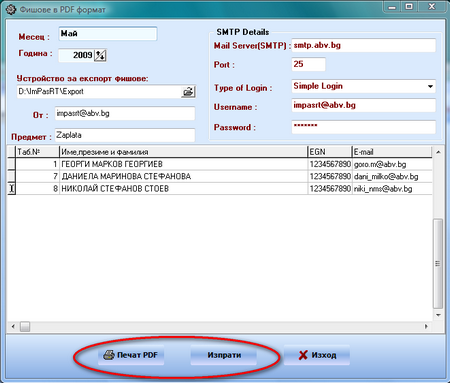 Фишове в PDF формат
Месец : Май
Година : 2009
Устройство за експорт фишове:
D:\ImPasRT\Export
От : impasrt@abv.bg
Предмет : Zaplata
SMTP Details
Mail Server(SMTP) : smtp.abv.bg
Port : 25
Type of Login : Simple Login
Username : impasrt@abv.bg
Password : *******
Таб.№ Име,презиме и фамилия EGN E-mail
1 ГЕОРГИ МАРКОВ ГЕОРГИЕВ 1234567890 goro.m@abv.bg
7 ДАНИЕЛА МАРИНОВА СТЕФАНОВА 1234567890 dani_milko@abv.bg
8 НИКОЛАЙ СТЕФАНОВ СТОЕВ 1234567890 niki_nms@abv.bg
Печат PDF Изпрати Изход